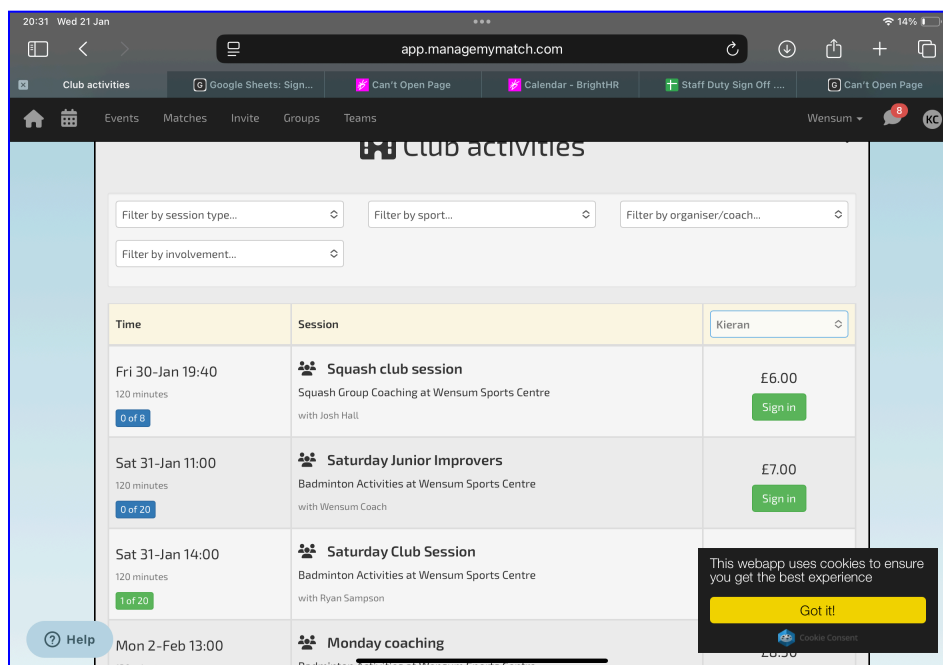 20:31 Wed 21 Jan
14%
app.managemymatch.com
Club activities
Google Sheets: Sign...
Can't Open Page
Calendar - BrightHR
Staff Duty Sign Off ....
Can't Open Page
Events Matches Invite Groups Teams
Wensum
8
KC
Club activities
Filter by session type...
Filter by sport...
Filter by organiser/coach...
Filter by involvement...
Time
Session
Kieran
Fri 30-Jan 19:40
120 minutes
0 of 8
Squash club session
Squash Group Coaching at Wensum Sports Centre
with Josh Hall
£6.00
Sign in
Sat 31-Jan 11:00
120 minutes
0 of 20
Saturday Junior Improvers
Badminton Activities at Wensum Sports Centre
with Wensum Coach
£7.00
Sign in
Sat 31-Jan 14:00
120 minutes
1 of 20
Saturday Club Session
Badminton Activities at Wensum Sports Centre
with Ryan Sampson
Mon 2-Feb 13:00
Monday coaching
This webapp uses cookies to ensure
you get the best experience
Got it!
Cookie Consent
Help